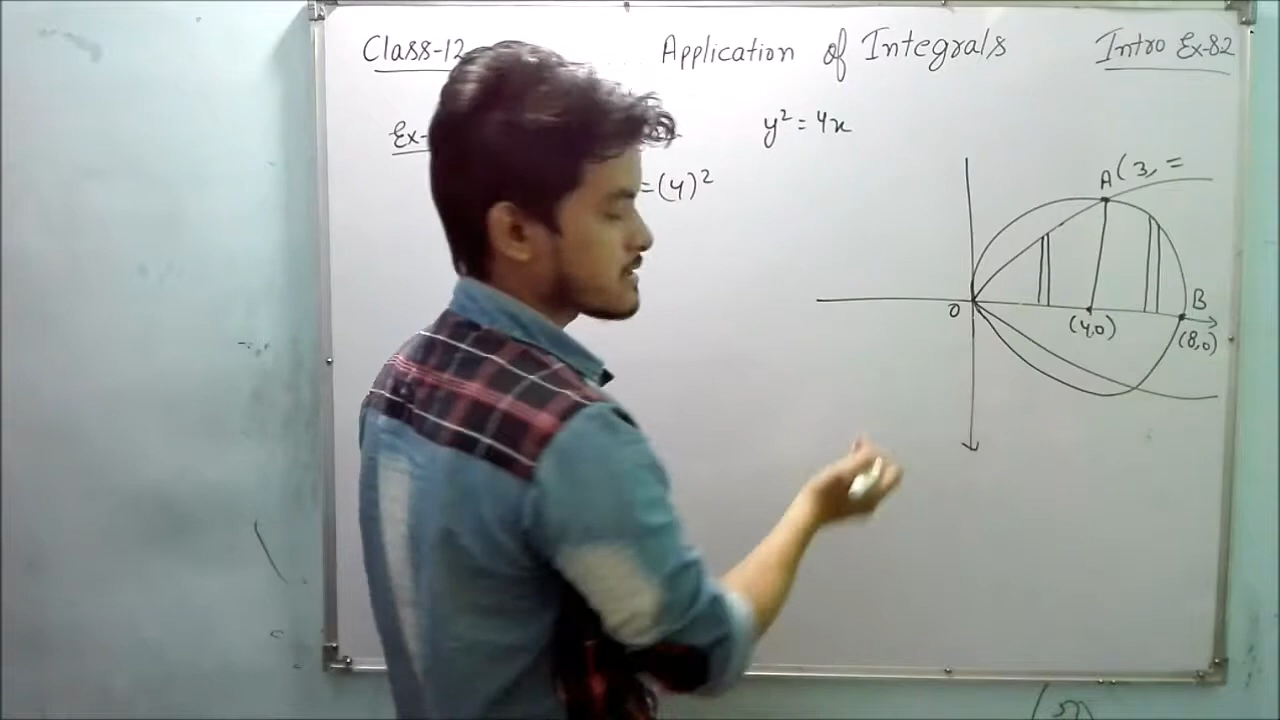 Class-12 Application of Integrals Intro Ex-8.2
Ex- y² = 4x
=(4)²
A(3, =
O
(4,0)
B
(8,0)